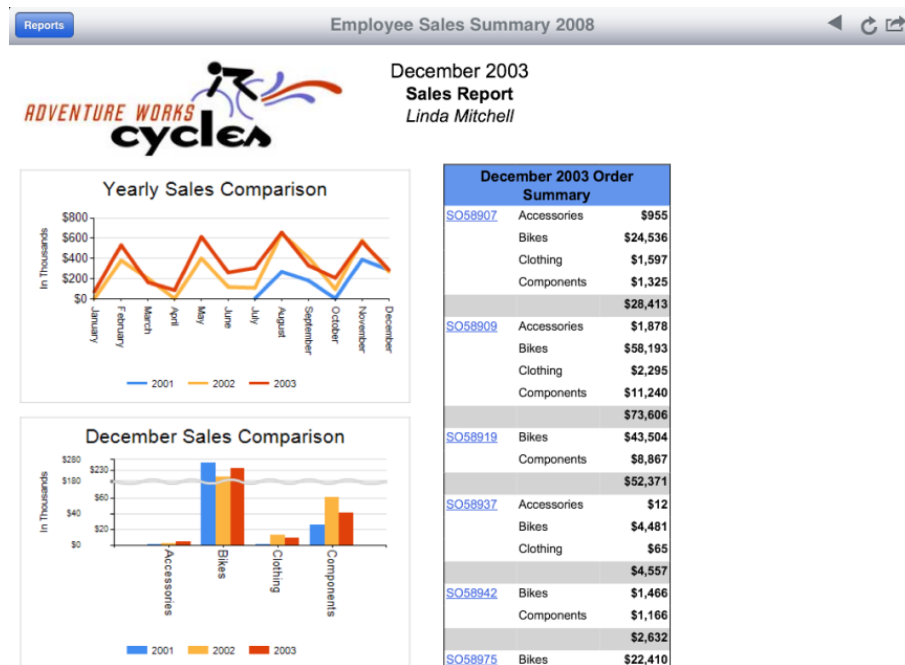 Reports
Employee Sales Summary 2008
ADVENTURE WORKS
cycles
December 2003
Sales Report
Linda Mitchell
Yearly Sales Comparison
In Thousands
$800
$600
$400
$200
$0
January
February
March
April
May
June
July
August
September
October
November
December
2001 2002 2003
December Sales Comparison
In Thousands
$280
$230
$180
$60
$40
$20
$0
Accessories
Bikes
Clothing
Components
2001 2002 2003
December 2003 Order
Summary
SO58907 Accessories $955
Bikes $24,536
Clothing $1,597
Components $1,325
$28,413
SO58909 Accessories $1,878
Bikes $58,193
Clothing $2,295
Components $11,240
$73,606
SO58919 Bikes $43,504
Components $8,867
$52,371
SO58937 Accessories $12
Bikes $4,481
Clothing $65
$4,557
SO58942 Bikes $1,466
Components $1,166
$2,632
SO58975 Bikes $22,410